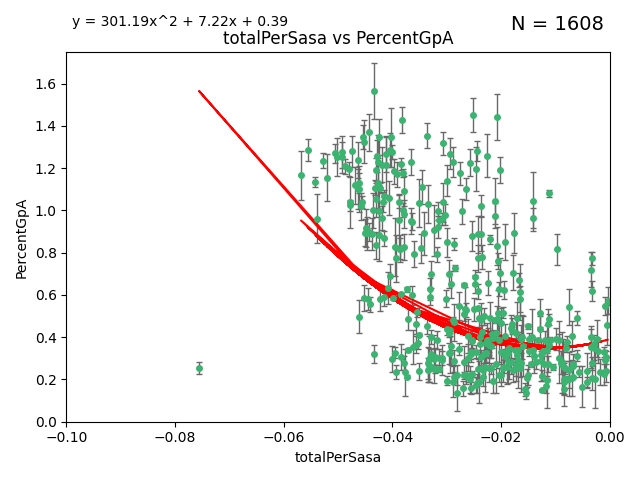 y = 301.19x^2 + 7.22x + 0.39
N = 1608
totalPerSasa vs PercentGpA
1.6
1.4
1.2
1.0
0.8
0.6
0.4
0.2
0.0
PercentGpA
−0.10 −0.08 −0.06 −0.04 −0.02 0.00
totalPerSasa